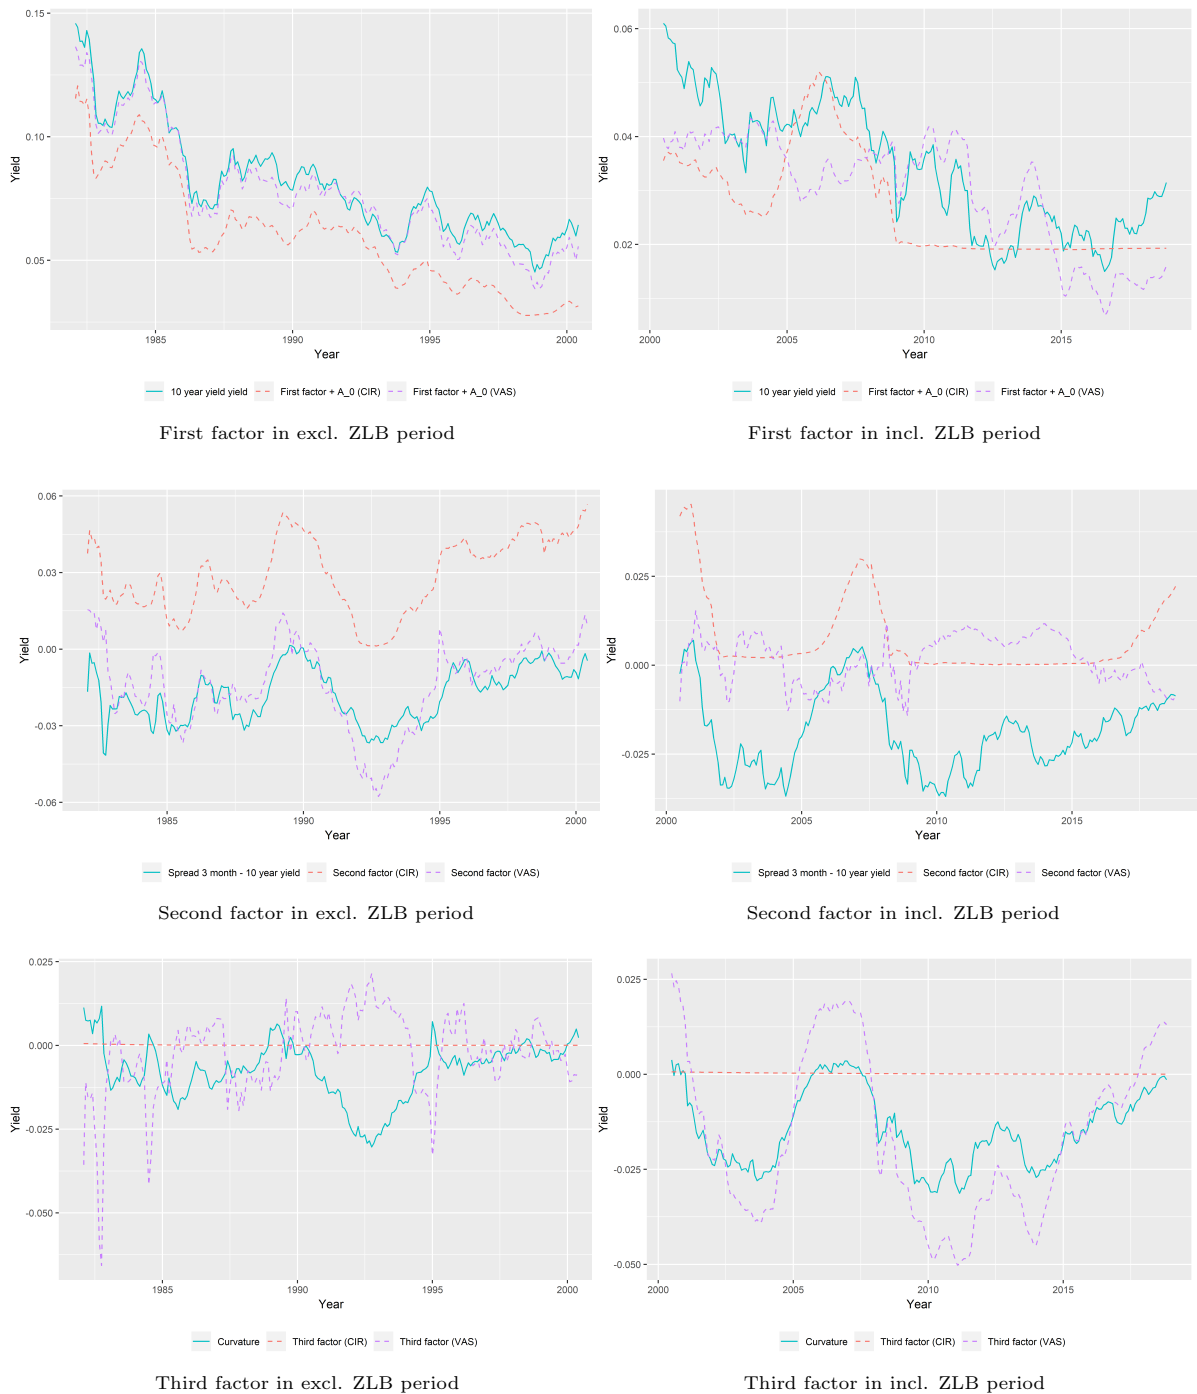 0.15
0.10
0.05
Yield
1985 1990 1995 2000
Year
10 year yield yield First factor + A_0 (CIR) First factor + A_0 (VAS)
First factor in excl. ZLB period
0.06
0.04
0.02
Yield
2000 2005 2010 2015
Year
10 year yield yield First factor + A_0 (CIR) First factor + A_0 (VAS)
First factor in incl. ZLB period
0.06
0.03
0.00
-0.03
-0.06
Yield
1985 1990 1995 2000
Year
Spread 3 month - 10 year yield Second factor (CIR) Second factor (VAS)
Second factor in excl. ZLB period
0.025
0.000
-0.025
Yield
2000 2005 2010 2015
Year
Spread 3 month - 10 year yield Second factor (CIR) Second factor (VAS)
Second factor in incl. ZLB period
0.025
0.000
-0.025
-0.050
Yield
1985 1990 1995 2000
Year
Curvature Third factor (CIR) Third factor (VAS)
Third factor in excl. ZLB period
0.025
0.000
-0.025
-0.050
Yield
2000 2005 2010 2015
Year
Curvature Third factor (CIR) Third factor (VAS)
Third factor in incl. ZLB period